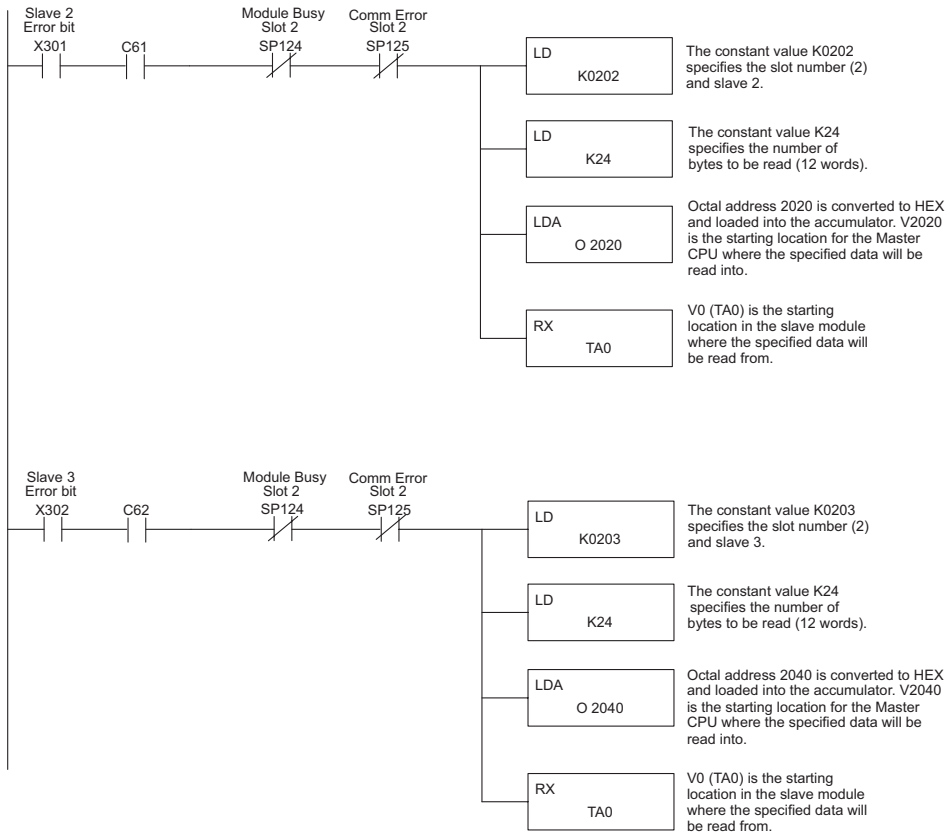 Slave 2
Error bit
X301
C61
Module Busy
Slot 2
SP124
Comm Error
Slot 2
SP125
LD
K0202
The constant value K0202
specifies the slot number (2)
and slave 2.
LD
K24
The constant value K24
specifies the number of
bytes to be read (12 words).
LDA
O 2020
Octal address 2020 is converted to HEX
and loaded into the accumulator. V2020
is the starting location for the Master
CPU where the specified data will be
read into.
RX
TA0
V0 (TA0) is the starting
location in the slave module
where the specified data will
be read from.
Slave 3
Error bit
X302
C62
Module Busy
Slot 2
SP124
Comm Error
Slot 2
SP125
LD
K0203
The constant value K0203
specifies the slot number (2)
and slave 3.
LD
K24
The constant value K24
specifies the number of
bytes to be read (12 words).
LDA
O 2040
Octal address 2040 is converted to HEX
and loaded into the accumulator. V2040
is the starting location for the Master
CPU where the specified data will be
read into.
RX
TA0
V0 (TA0) is the starting
location in the slave module
where the specified data will
be read from.